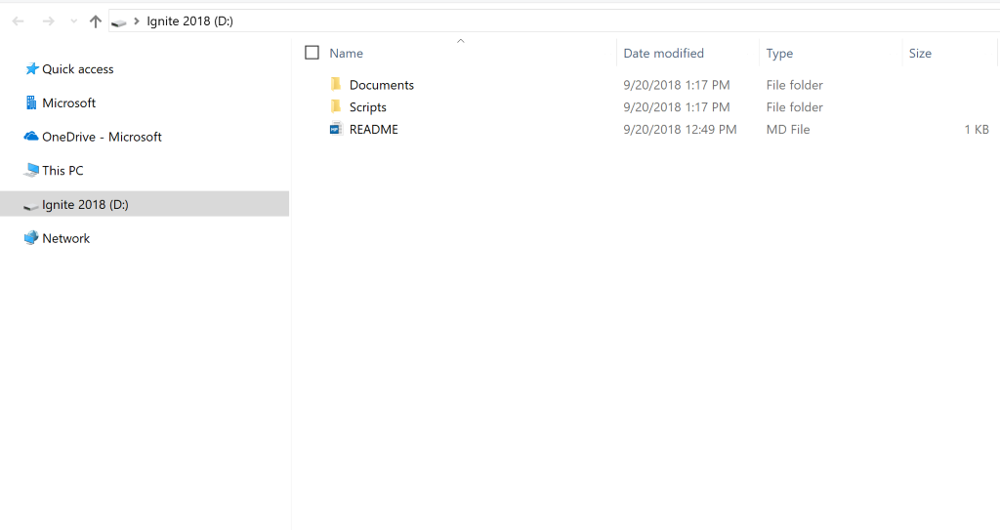 Ignite 2018 (D:)
Quick access
Microsoft
OneDrive - Microsoft
This PC
Ignite 2018 (D:)
Network
Name Date modified Type Size
Documents 9/20/2018 1:17 PM File folder
Scripts 9/20/2018 1:17 PM File folder
README 9/20/2018 12:49 PM MD File 1 KB